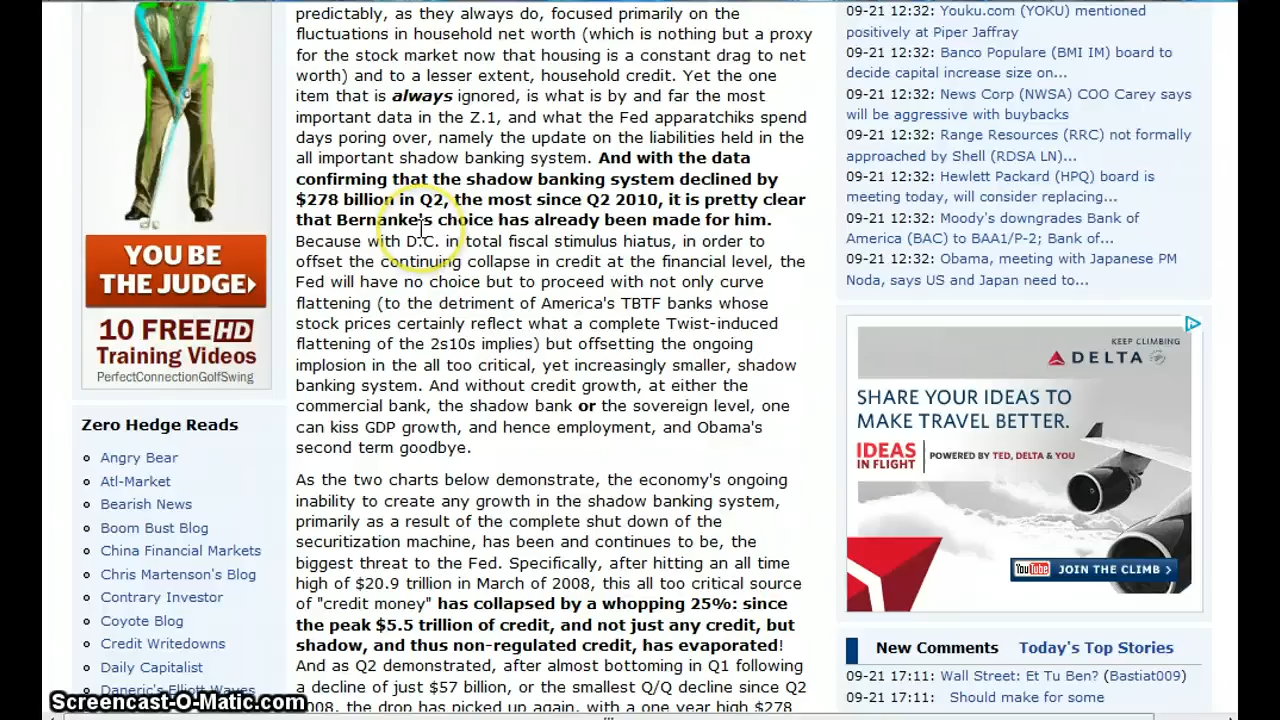 YOU BE
THE JUDGE
10 FREE HD
Training Videos
PerfectConnectionGolfSwing
Zero Hedge Reads
Angry Bear
Atl-Market
Bearish News
Boom Bust Blog
China Financial Markets
Chris Martenson's Blog
Contrary Investor
Coyote Blog
Credit Writedowns
Daily Capitalist
Daneric's Elliott Waves
Screencast-O-Matic.com
predictably, as they always do, focused primarily on the
fluctuations in household net worth (which is nothing but a proxy
for the stock market now that housing is a constant drag to net
worth) and to a lesser extent, household credit. Yet the one
item that is always ignored, is what is by and far the most
important data in the Z.1, and what the Fed apparatchiks spend
days poring over, namely the update on the liabilities held in the
all important shadow banking system. And with the data
confirming that the shadow banking system declined by
$278 billion in Q2, the most since Q2 2010, it is pretty clear
that Bernanke's choice has already been made for him.
Because with D.C. in total fiscal stimulus hiatus, in order to
offset the continuing collapse in credit at the financial level, the
Fed will have no choice but to proceed with not only curve
flattening (to the detriment of America's TBTF banks whose
stock prices certainly reflect what a complete Twist-induced
flattening of the 2s10s implies) but offsetting the ongoing
implosion in the all too critical, yet increasingly smaller, shadow
banking system. And without credit growth, at either the
commercial bank, the shadow bank or the sovereign level, one
can kiss GDP growth, and hence employment, and Obama's
second term goodbye.
As the two charts below demonstrate, the economy's ongoing
inability to create any growth in the shadow banking system,
primarily as a result of the complete shut down of the
securitization machine, has been and continues to be, the
biggest threat to the Fed. Specifically, after hitting an all time
high of $20.9 trillion in March of 2008, this all too critical source
of "credit money" has collapsed by a whopping 25%: since
the peak $5.5 trillion of credit, and not just any credit, but
shadow, and thus non-regulated credit, has evaporated!
And as Q2 demonstrated, after almost bottoming in Q1 following
a decline of just $57 billion, or the smallest Q/Q decline since Q2
2008, the drop has picked up again, with a one year high $278
09-21 12:32: Youku.com (YOKU) mentioned
positively at Piper Jaffray
09-21 12:32: Banco Populare (BMI IM) board to
decide capital increase size on...
09-21 12:32: News Corp (NWSA) COO Carey says
will be aggressive with buybacks
09-21 12:32: Range Resources (RRC) not formally
approached by Shell (RDSA LN)...
09-21 12:32: Hewlett Packard (HPQ) board is
meeting today, will consider replacing...
09-21 12:32: Moody's downgrades Bank of
America (BAC) to BAA1/P-2; Bank of...
09-21 12:32: Obama, meeting with Japanese PM
Noda, says US and Japan need to...
KEEP CLIMBING
DELTA
SHARE YOUR IDEAS TO
MAKE TRAVEL BETTER.
IDEAS
IN FLIGHT
POWERED BY TED, DELTA & YOU
YouTube JOIN THE CLIMB
New Comments Today's Top Stories
09-21 17:11: Wall Street: Et Tu Ben? (Bastiat009)
09-21 17:11: Should make for some